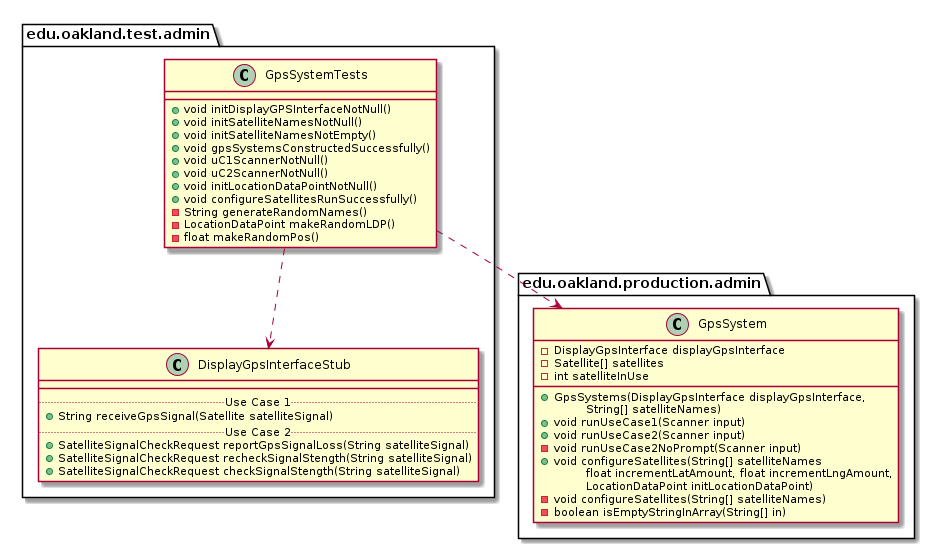 edu.oakland.test.admin
C GpsSystemTests
void initDisplayGPSInterfaceNotNull()
void initSatelliteNamesNotNull()
void initSatelliteNamesNotEmpty()
void gpsSystemsConstructedSuccessfully()
void uC1ScannerNotNull()
void uC2ScannerNotNull()
void initLocationDataPointNotNull()
void configureSatellitesRunSuccessfully()
String generateRandomNames()
LocationDataPoint makeRandomLDP()
float makeRandomPos()
C DisplayGpsInterfaceStub
Use Case 1
String receiveGpsSignal(Satellite satelliteSignal)
Use Case 2
SatelliteSignalCheckRequest reportGpsSignalLoss(String satelliteSignal)
SatelliteSignalCheckRequest recheckSignalStength(String satelliteSignal)
SatelliteSignalCheckRequest checkSignalStength(String satelliteSignal)
edu.oakland.production.admin
C GpsSystem
DisplayGpsInterface displayGpsInterface
Satellite[] satellites
int satelliteInUse
GpsSystems(DisplayGpsInterface displayGpsInterface,
String[] satelliteNames)
void runUseCase1(Scanner input)
void runUseCase2(Scanner input)
void runUseCase2NoPrompt(Scanner input)
void configureSatellites(String[] satelliteNames
float incrementLatAmount, float incrementLngAmount,
LocationDataPoint initLocationDataPoint)
void configureSatellites(String[] satelliteNames)
boolean isEmptyStringInArray(String[] in)